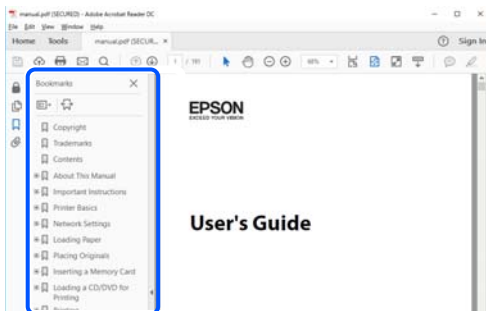 manual.pdf (SECURED) - Adobe Acrobat Reader DC
File Edit View Window Help
Home Tools manual.pdf (SECUR... × Sign In
1 / 191
Bookmarks
EPSON
EXCEED YOUR VISION
Copyright
Trademarks
Contents
About This Manual
Important Instructions
Printer Basics
User's Guide
Network Settings
Loading Paper
Placing Originals
Inserting a Memory Card
Loading a CD/DVD for
Printing